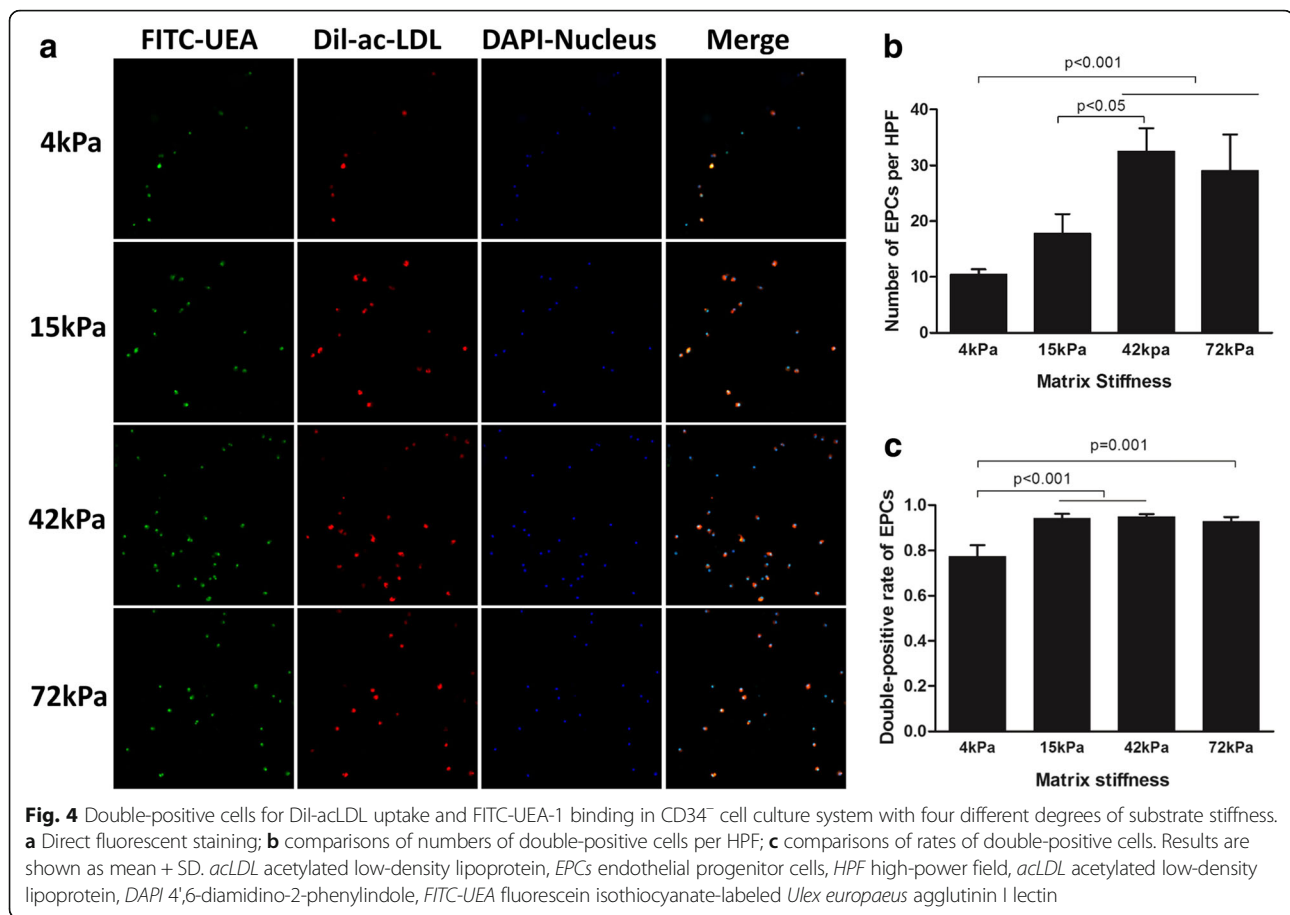 a
FITC-UEA Dil-ac-LDL DAPI-Nucleus Merge
4kPa
15kPa
42kPa
72kPa
b
p<0.001
p<0.05
Number of EPCs per HPF
40
30
20
10
0
4kPa 15kPa 42kpa 72kPa
Matrix Stiffness
c
p=0.001
p<0.001
Double-positive rate of EPCs
1.0
0.8
0.6
0.4
0.2
0.0
4kPa 15kPa 42kPa 72kPa
Matrix stiffness
Fig. 4 Double-positive cells for DiI-acLDL uptake and FITC-UEA-1 binding in CD34⁻ cell culture system with four different degrees of substrate stiffness.
a Direct fluorescent staining; b comparisons of numbers of double-positive cells per HPF; c comparisons of rates of double-positive cells. Results are
shown as mean + SD. acLDL acetylated low-density lipoprotein, EPCs endothelial progenitor cells, HPF high-power field, acLDL acetylated low-density
lipoprotein, DAPI 4',6-diamidino-2-phenylindole, FITC-UEA fluorescein isothiocyanate-labeled Ulex europaeus agglutinin I lectin